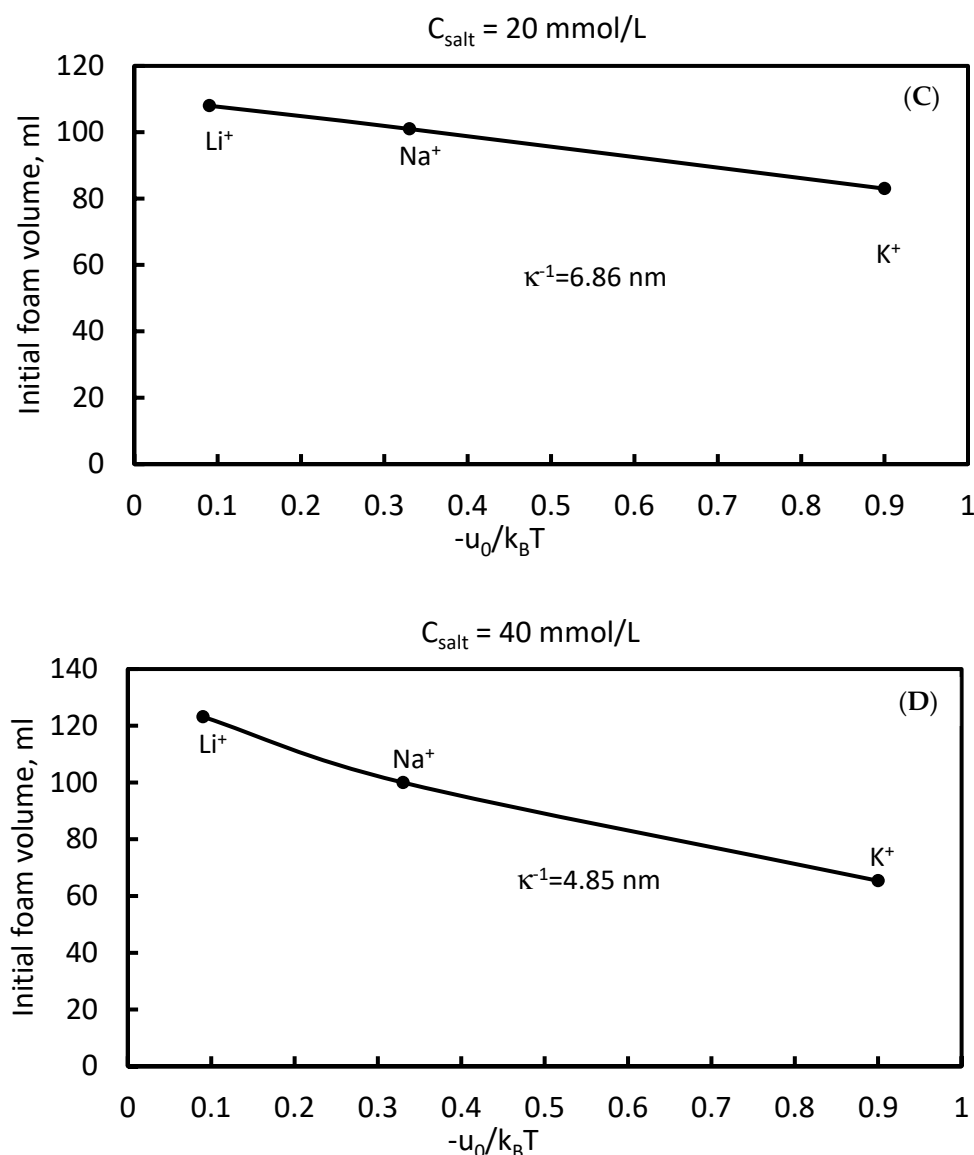 C_salt = 20 mmol/L
(C)
Initial foam volume, ml
120
100
80
60
40
20
0
Li⁺
Na⁺
K⁺
κ⁻¹=6.86 nm
0 0.1 0.2 0.3 0.4 0.5 0.6 0.7 0.8 0.9 1
-u₀/k_BT
C_salt = 40 mmol/L
(D)
Initial foam volume, ml
140
120
100
80
60
40
20
0
Li⁺
Na⁺
K⁺
κ⁻¹=4.85 nm
0 0.1 0.2 0.3 0.4 0.5 0.6 0.7 0.8 0.9 1
-u₀/k_BT